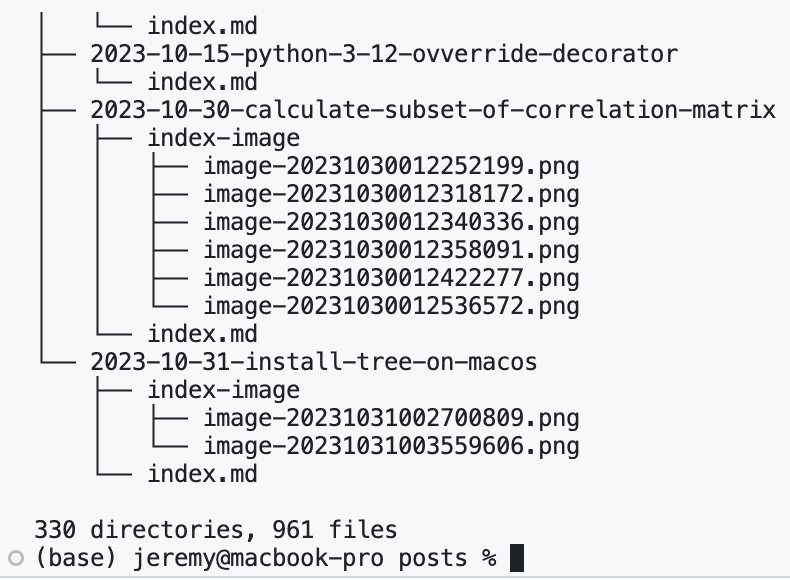 │   │   └── index.md
│   ├── 2023-10-15-python-3-12-ovverride-decorator
│   │   └── index.md
│   ├── 2023-10-30-calculate-subset-of-correlation-matrix
│   │   ├── index-image
│   │   │   ├── image-20231030012252199.png
│   │   │   ├── image-20231030012318172.png
│   │   │   ├── image-20231030012340336.png
│   │   │   ├── image-20231030012358091.png
│   │   │   ├── image-20231030012422277.png
│   │   │   └── image-20231030012536572.png
│   │   └── index.md
│   └── 2023-10-31-install-tree-on-macos
│       ├── index-image
│       │   ├── image-20231031002700809.png
│       │   └── image-20231031003559606.png
│       └── index.md
330 directories, 961 files
(base) jeremy@macbook-pro posts %